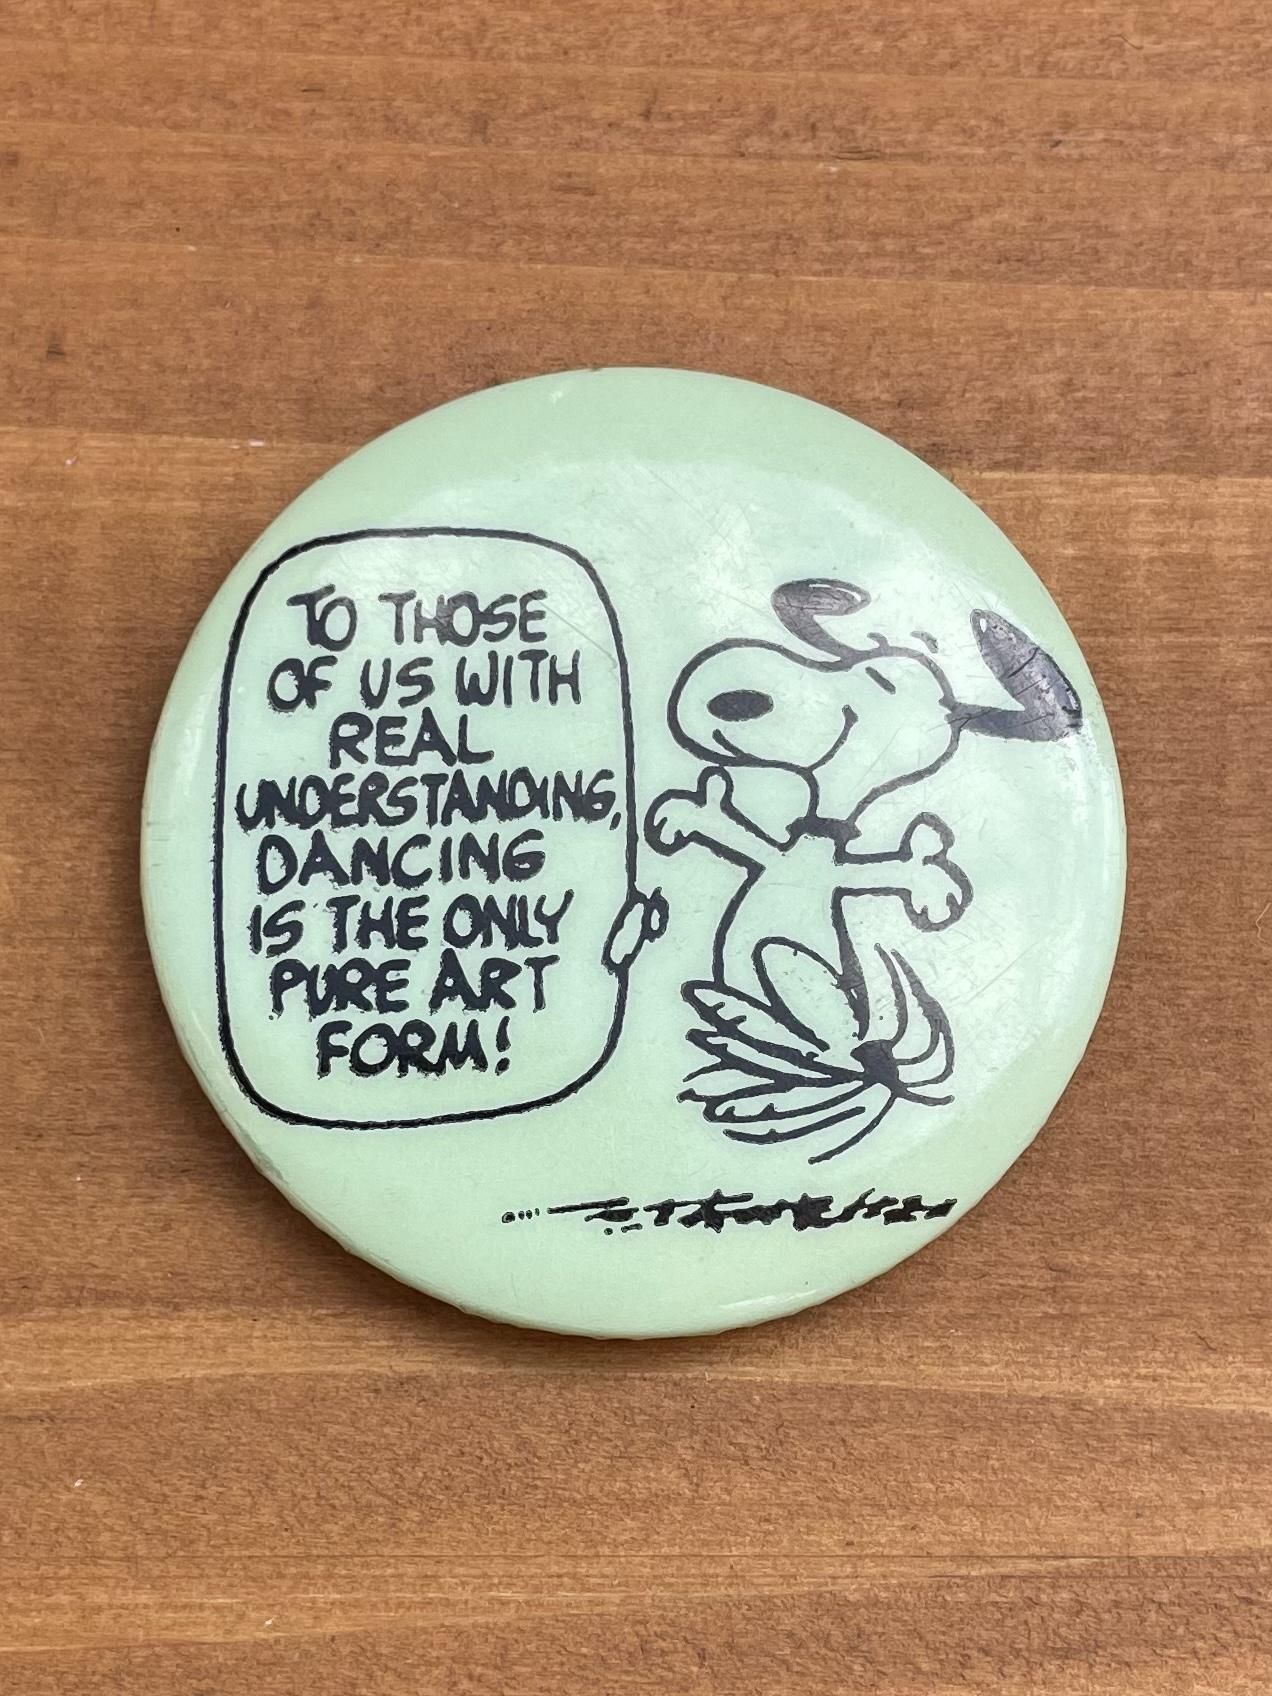 TO THOSE
OF US WITH
REAL
UNDERSTANDING,
DANCING
IS THE ONLY
PURE ART
FORM!